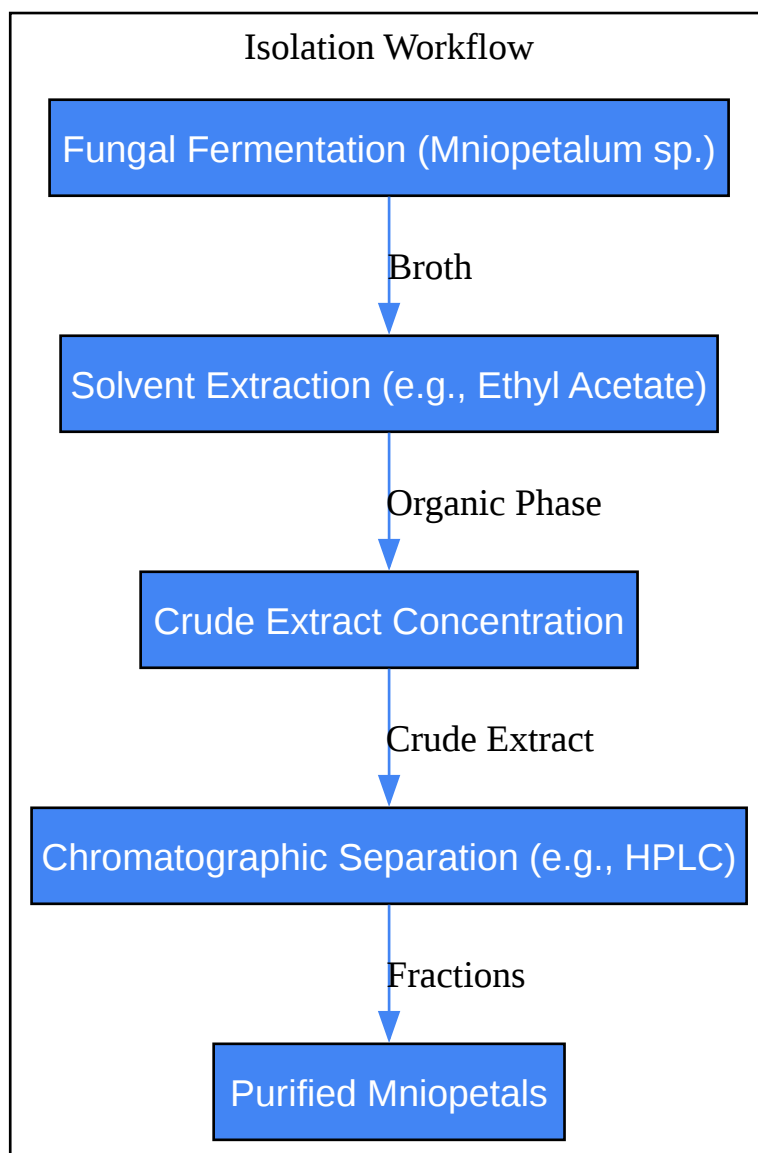 Isolation Workflow
Fungal Fermentation (Mniopetalum sp.)
Broth
Solvent Extraction (e.g., Ethyl Acetate)
Organic Phase
Crude Extract Concentration
Crude Extract
Chromatographic Separation (e.g., HPLC)
Fractions
Purified Mniopetals